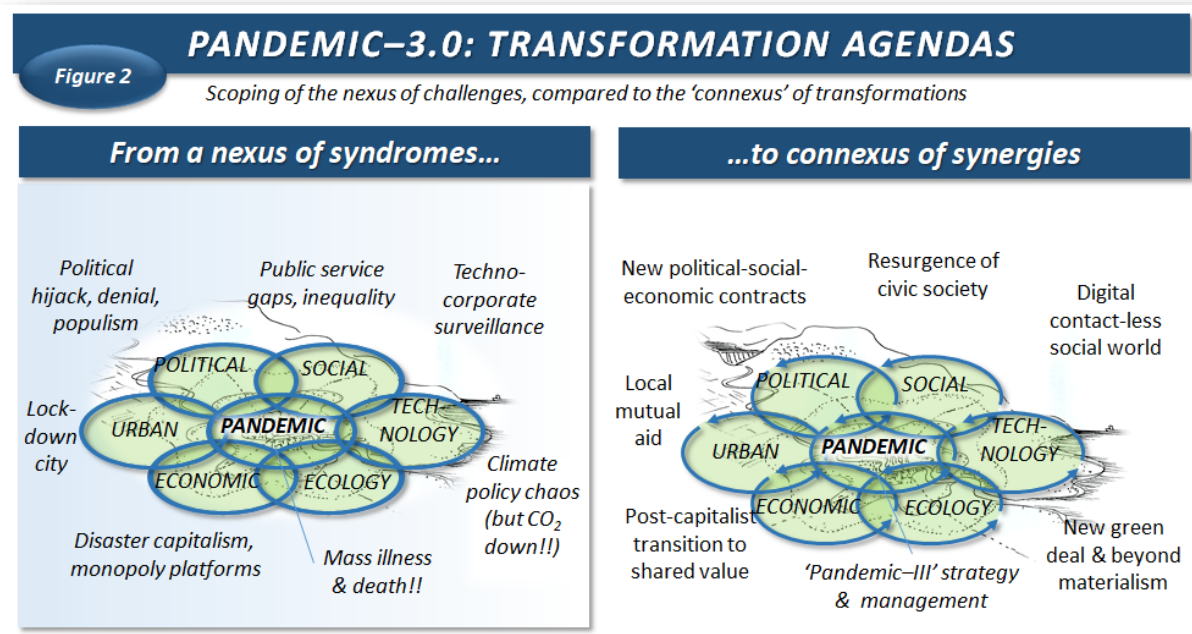 PANDEMIC–3.0: TRANSFORMATION AGENDAS
Figure 2
Scoping of the nexus of challenges, compared to the ‘connexus’ of transformations
From a nexus of syndromes...
Political
hijack, denial,
populism
Public service
gaps, inequality
Techno-
corporate
surveillance
POLITICAL
SOCIAL
Lock-
down
city
URBAN
PANDEMIC
TECH-
NOLOGY
ECONOMIC
ECOLOGY
Climate
policy chaos
(but CO₂
down!!)
Disaster capitalism,
monopoly platforms
Mass illness
& death!!
...to connexus of synergies
New political-social-
economic contracts
Resurgence of
civic society
Digital
contact-less
social world
POLITICAL
SOCIAL
Local
mutual
aid
URBAN
PANDEMIC
TECH-
NOLOGY
ECONOMIC
ECOLOGY
Post-capitalist
transition to
shared value
‘Pandemic–III’ strategy
& management
New green
deal & beyond
materialism